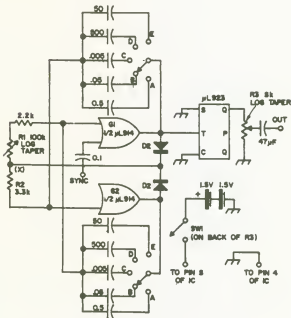 50
500
.005
.05
0.5
E
D
C
B
A
2.2k
R1 100k
LOG
TAPER
(X)
R2
3.3k
G1
1/2 µL914
0.1
SYNC
G2
1/2 µL914
D2
D2
µL923
S Q
T P
C Q
R3 5k
LOG TAPER
OUT
47µF
+
1.5V 1.5V
SW1
(ON BACK OF R3)
TO PIN 8
OF IC
TO PIN 4
OF IC
50
500
.005
.05
0.5
E
D
C
B
A